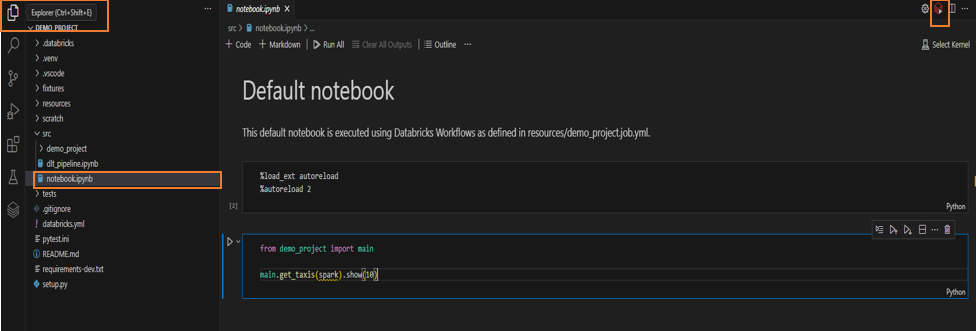 Explorer (Ctrl+Shift+E)
DEMO_PROJECT
.databricks
.venv
.vscode
fixtures
resources
scratch
src
demo_project
dlt_pipeline.ipynb
notebook.ipynb
tests
.gitignore
databricks.yml
pytest.ini
README.md
requirements-dev.txt
setup.py
notebook.ipynb
src > notebook.ipynb > ...
+ Code + Markdown Run All Clear All Outputs Outline ...
Select Kernel
Default notebook
This default notebook is executed using Databricks Workflows as defined in resources/demo_project.job.yml.
%load_ext autoreload
%autoreload 2
[2]
Python
from demo_project import main
main.get_taxis(spark).show(10)
Python